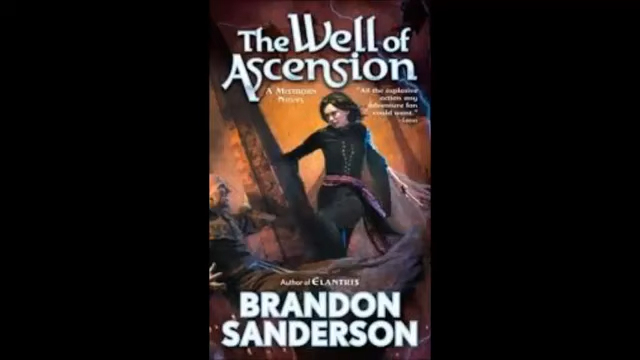 The Well of
Ascension
A Mistborn
Novel
"All the explosive
action any
adventure fan
could want."
Author of ELANTRIS
BRANDON
SANDERSON